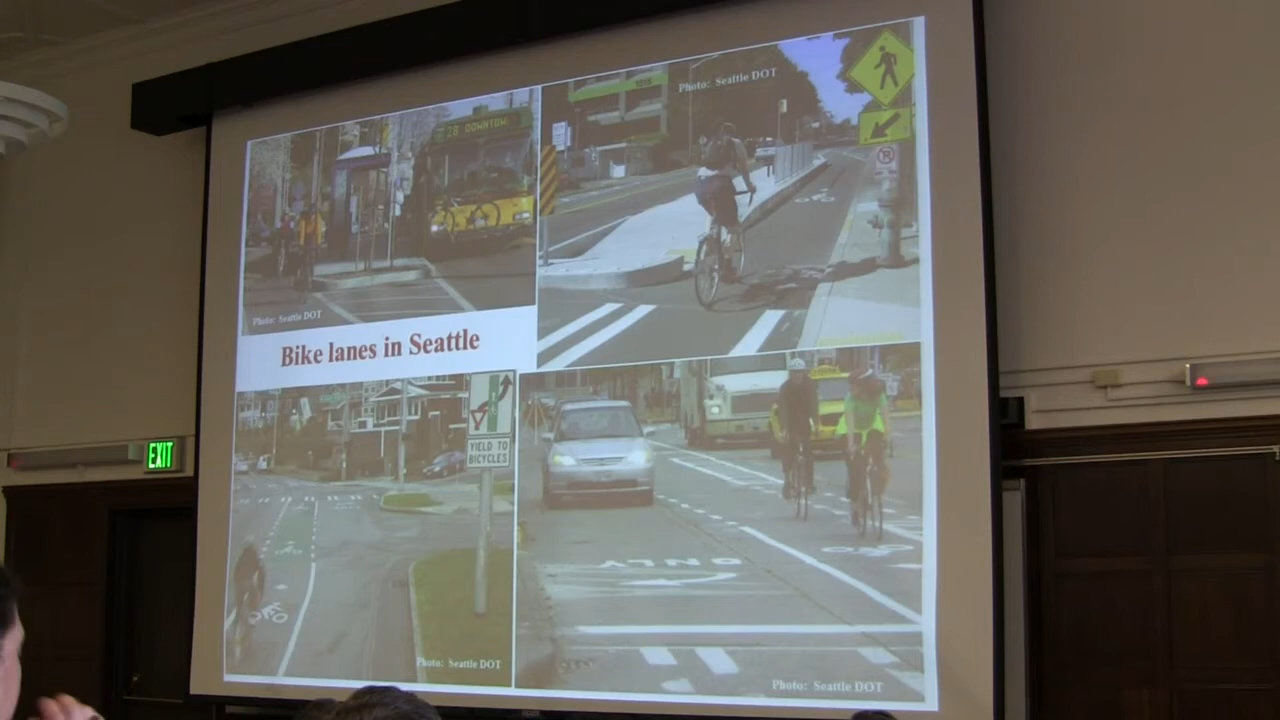 28 DOWNTOWN
Photo: Seattle DOT
Photo: Seattle DOT
Bike lanes in Seattle
YIELD TO
BICYCLES
Photo: Seattle DOT
ONLY
Photo: Seattle DOT
EXIT